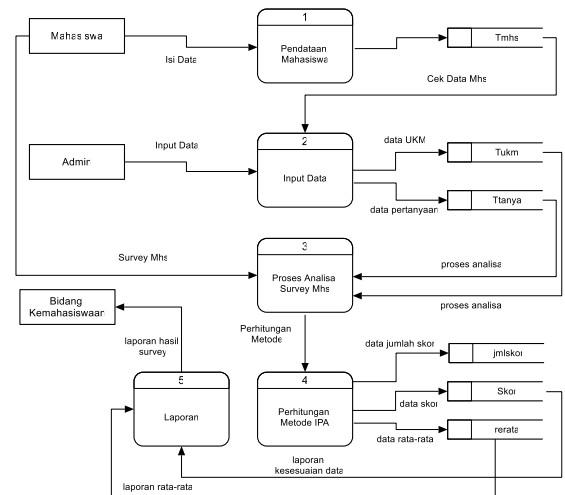 1
Mahasiswa
Pendataan
Mahasiswa
Tmhs
Isi Data
Cek Data Mhs
2
Input Data
data UKM
Admin
Input Data
Tukm
Ttanya
data pertanyaan
3
Survey Mhs
Proses Analisa
Survey Mhs
proses analisa
proses analisa
Bidang
Kemahasiswaan
Perhitungan
Metode
laporan hasil
survey
data jumlah skor
jmlskor
5
4
Laporan
Perhitungan
Metode IPA
Skor
data skor
rerata
data rata-rata
laporan
kesesuaian data
laporan rata-rata